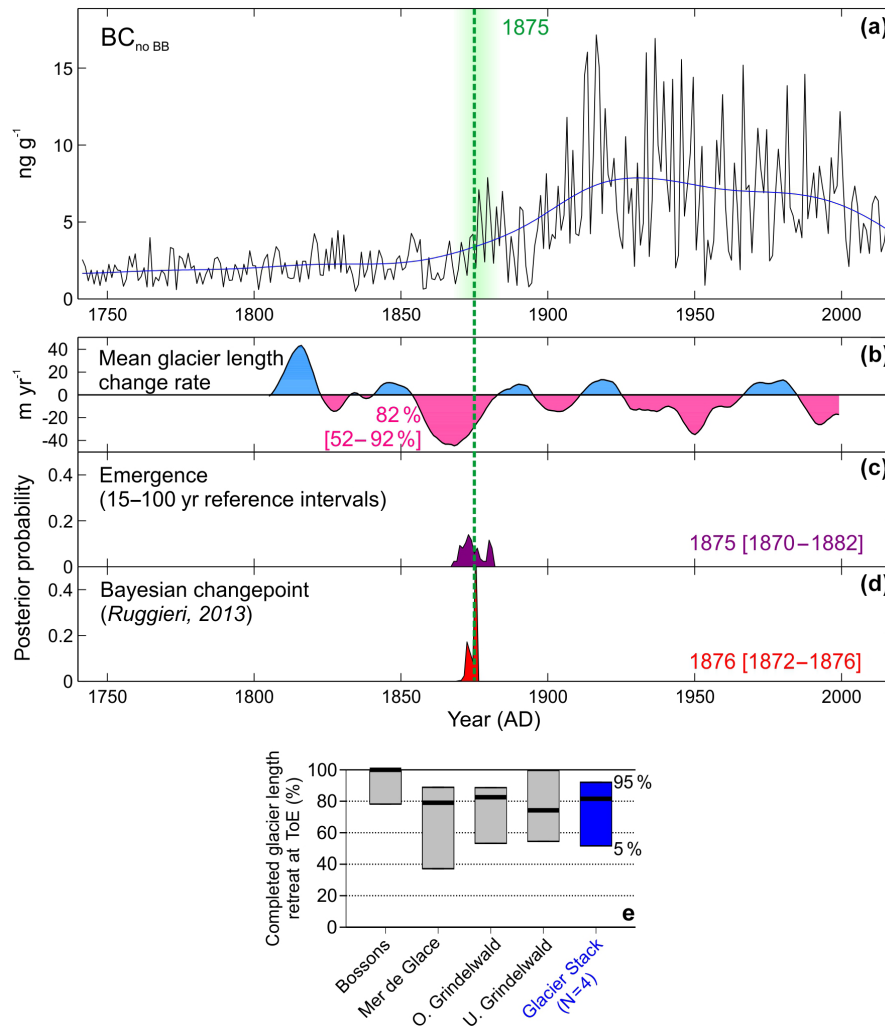 (a)
BC no BB
1875
ng g-1
15
10
5
0
1750 1800 1850 1900 1950 2000
(b)
Mean glacier length
change rate
m yr-1
40
20
0
-20
-40
82 %
[52–92 %]
(c)
Emergence
(15–100 yr reference intervals)
0.4
0.2
0
1875 [1870–1882]
Posterior probability
(d)
Bayesian changepoint
(Ruggieri, 2013)
0.4
0.2
0
1876 [1872–1876]
1750 1800 1850 1900 1950 2000
Year (AD)
Completed glacier length
retreat at ToE (%)
100
80
60
40
20
0
95 %
5 %
e
Bossons
Mer de Glace
O. Grindelwald
U. Grindelwald
Glacier Stack
(N=4)